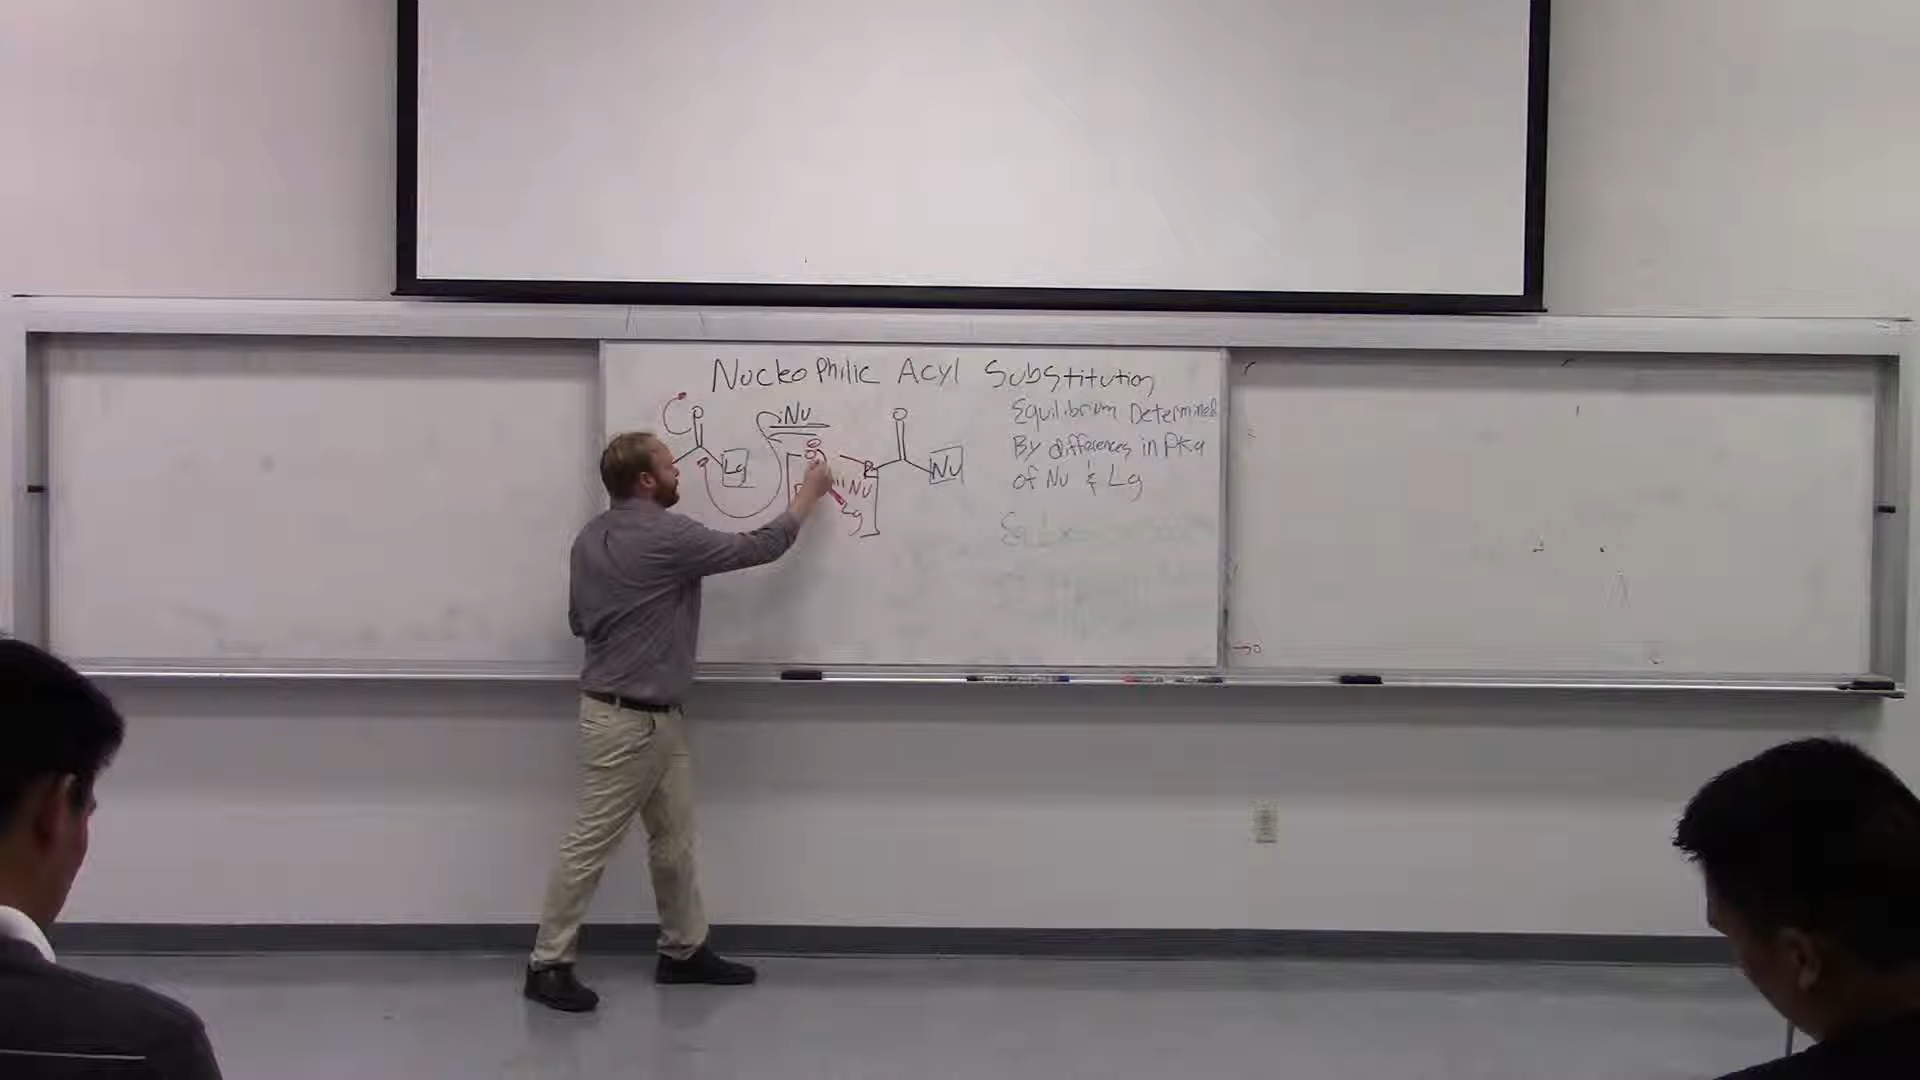 Nucleophilic Acyl Substitution
O :Nu O
Equilibrium Determined
By differences in Pka
of Nu & Lg
Lg
O
R Nu
Lg
R Nu